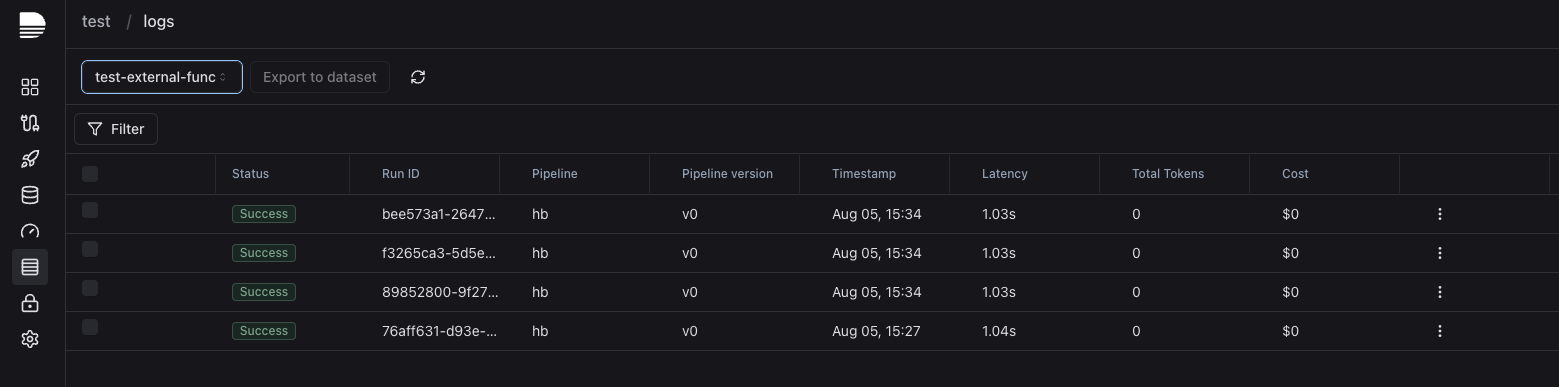 test / logs
test-external-func Export to dataset
Filter
Status Run ID Pipeline Pipeline version Timestamp Latency Total Tokens Cost
Success bee573a1-2647... hb v0 Aug 05, 15:34 1.03s 0 $0
Success f3265ca3-5d5e... hb v0 Aug 05, 15:34 1.03s 0 $0
Success 89852800-9f27... hb v0 Aug 05, 15:34 1.03s 0 $0
Success 76aff631-d93e-... hb v0 Aug 05, 15:27 1.04s 0 $0